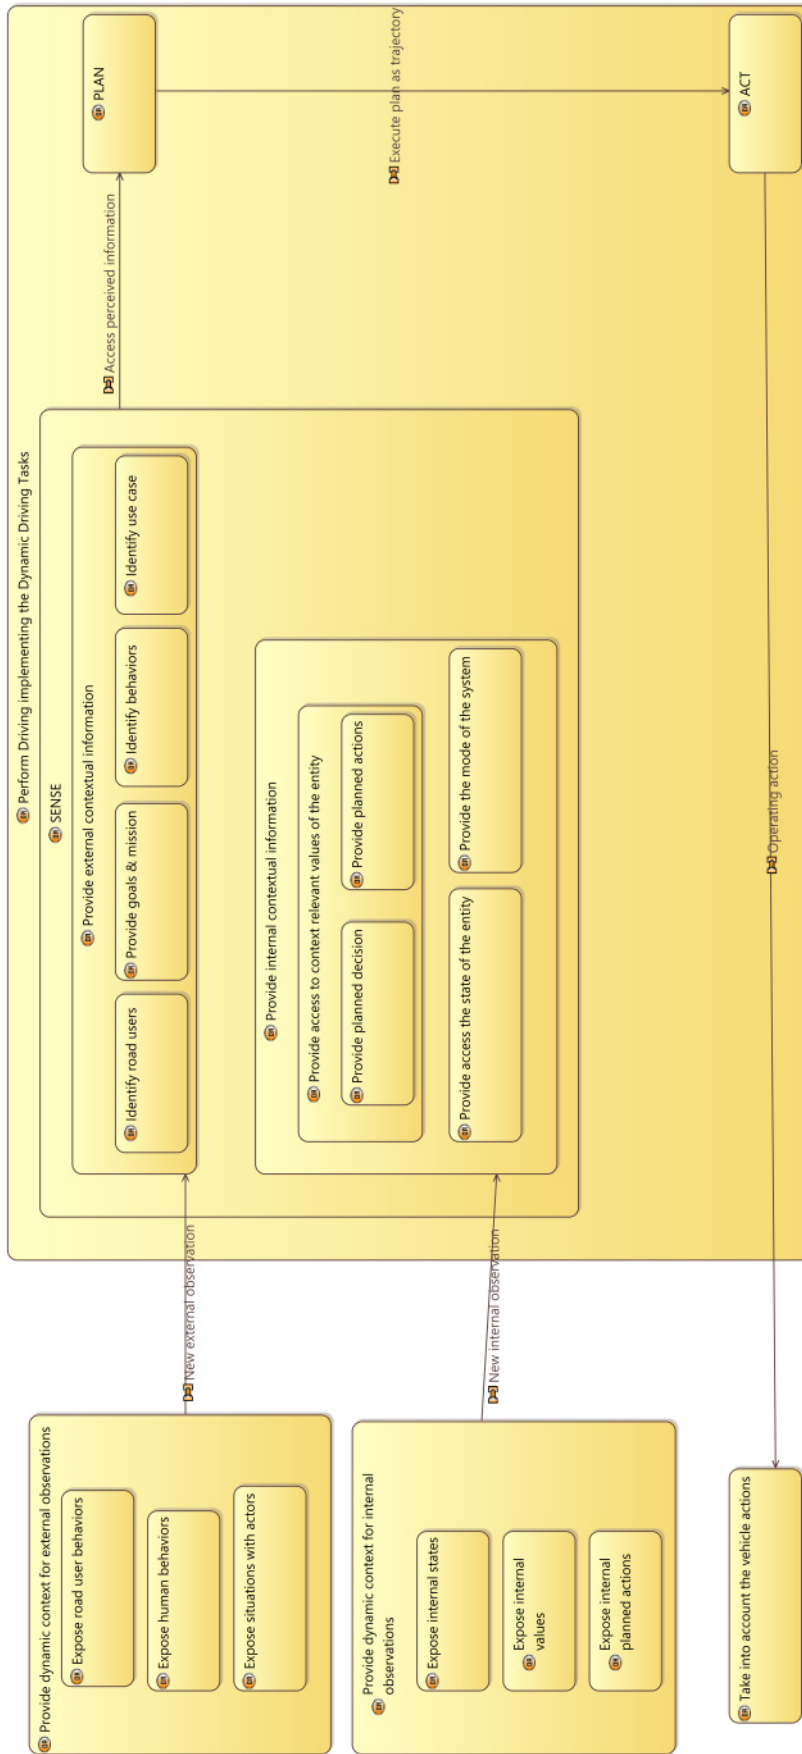 Provide dynamic context for external observations
Expose road user behaviors
Expose human behaviors
Expose situations with actors
Provide dynamic context for internal
observations
Expose internal states
Expose internal
values
Expose internal
planned actions
Take into account the vehicle actions
New external observation
New internal observation
Operating action
Perform Driving implementing the Dynamic Driving Tasks
SENSE
Provide external contextual information
Identify road users
Provide goals & mission
Identify behaviors
Identify use case
Provide internal contextual information
Provide access to context relevant values of the entity
Provide planned decision
Provide planned actions
Provide access the state of the entity
Provide the mode of the system
Access perceived information
PLAN
Execute plan as trajectory
ACT